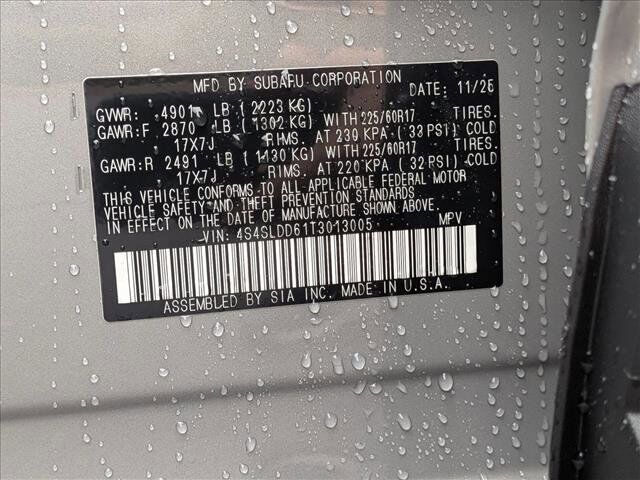 MFD BY SUBARU CORPORATION DATE: 11/25
GVWR: 4901 LB ( 2223 KG)
GAWR:F 2870 LB ( 1302 KG) WITH 225/60R17 TIRES.
17X7J RIMS. AT 230 KPA ( 33 PSI) COLD
GAWR:R 2491 LB ( 1130 KG) WITH 225/60R17 TIRES.
17X7J RIMS. AT 220 KPA ( 32 PSI) COLD
THIS VEHICLE CONFORMS TO ALL APPLICABLE FEDERAL MOTOR
VEHICLE SAFETY AND THEFT PREVENTION STANDARDS
IN EFFECT ON THE DATE OF MANUFACTURE SHOWN ABOVE.
VIN: 4S4SLDD61T3013005 MPV
ASSEMBLED BY SIA INC. MADE IN U.S.A.